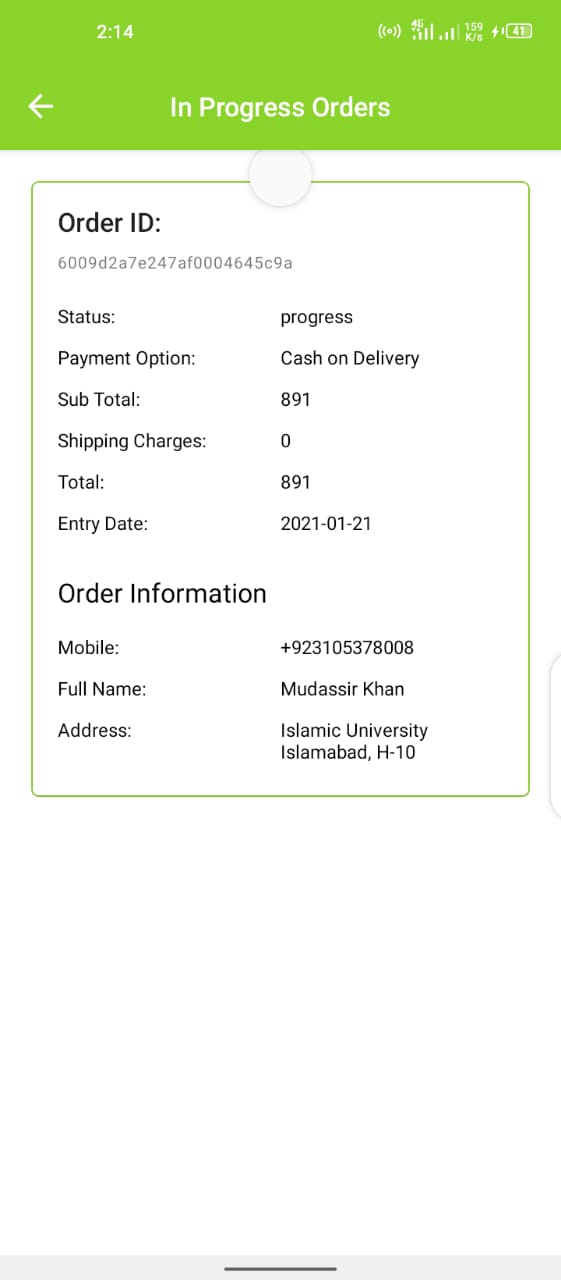 2:14
4G
159
K/s
41
In Progress Orders
Order ID:
6009d2a7e247af0004645c9a
Status: progress
Payment Option: Cash on Delivery
Sub Total: 891
Shipping Charges: 0
Total: 891
Entry Date: 2021-01-21
Order Information
Mobile: +923105378008
Full Name: Mudassir Khan
Address: Islamic University
Islamabad, H-10